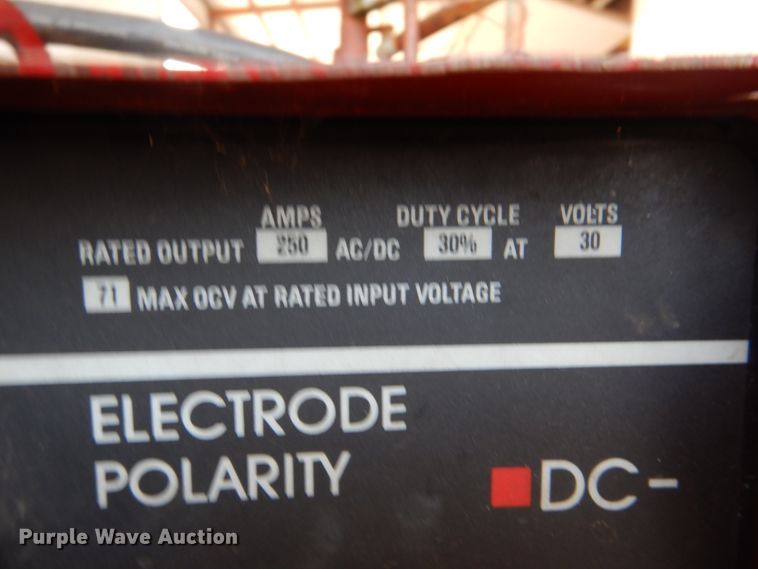 AMPS DUTY CYCLE VOLTS
RATED OUTPUT 250 AC/DC 30% AT 30
71 MAX OCV AT RATED INPUT VOLTAGE
ELECTRODE
POLARITY
DC-
Purple Wave Auction